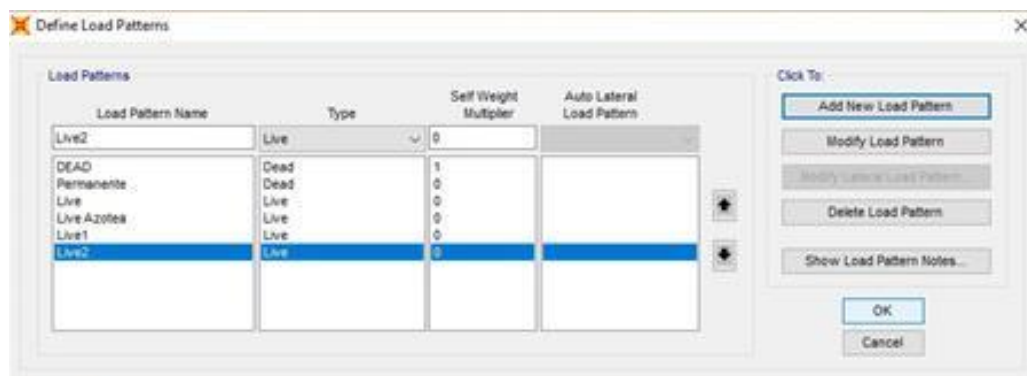 Define Load Patterns
Load Patterns
Load Pattern Name Type Self Weight Multiplier Auto Lateral Load Pattern
Live2 Live 0
DEAD Dead 1
Permanente Dead 0
Live Live 0
Live Azotea Live 0
Live1 Live 0
Live2 Live 0
Click To:
Add New Load Pattern
Modify Load Pattern
Modify Lateral Load Pattern...
Delete Load Pattern
Show Load Pattern Notes...
OK
Cancel